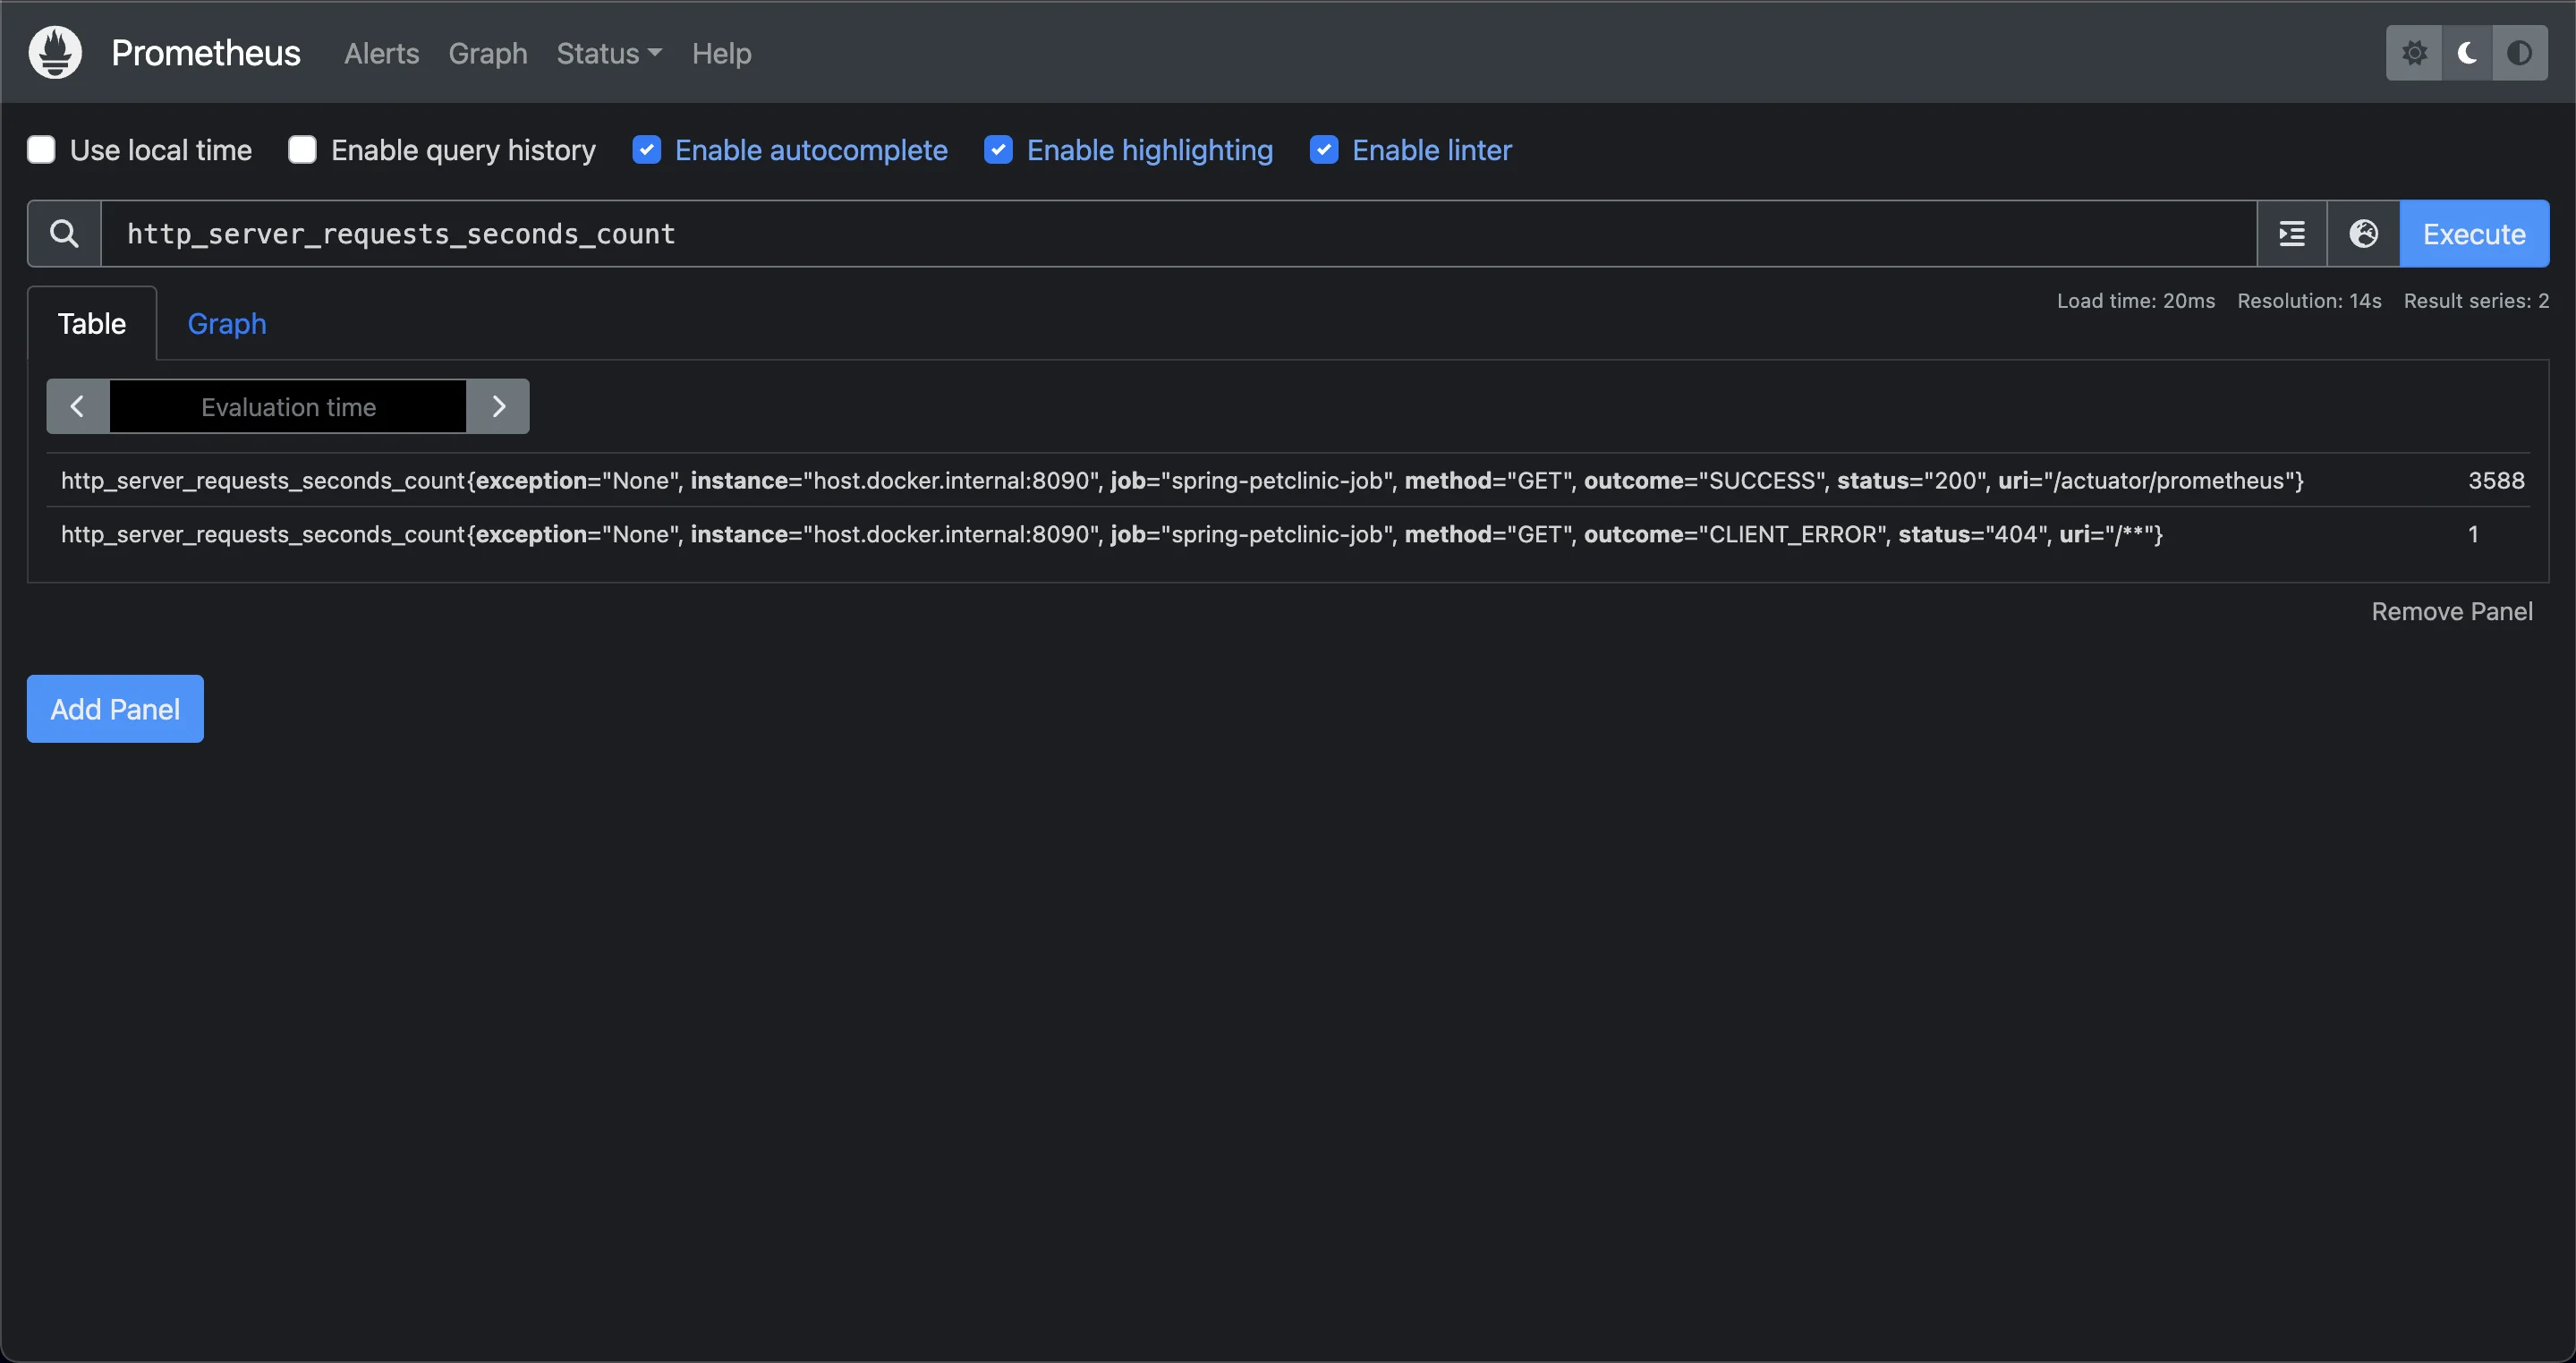 Prometheus Alerts Graph Status Help
Use local time Enable query history Enable autocomplete Enable highlighting Enable linter
http_server_requests_seconds_count Execute
Table Graph Load time: 20ms Resolution: 14s Result series: 2
Evaluation time
http_server_requests_seconds_count{exception="None", instance="host.docker.internal:8090", job="spring-petclinic-job", method="GET", outcome="SUCCESS", status="200", uri="/actuator/prometheus"} 3588
http_server_requests_seconds_count{exception="None", instance="host.docker.internal:8090", job="spring-petclinic-job", method="GET", outcome="CLIENT_ERROR", status="404", uri="/**"} 1
Remove Panel
Add Panel